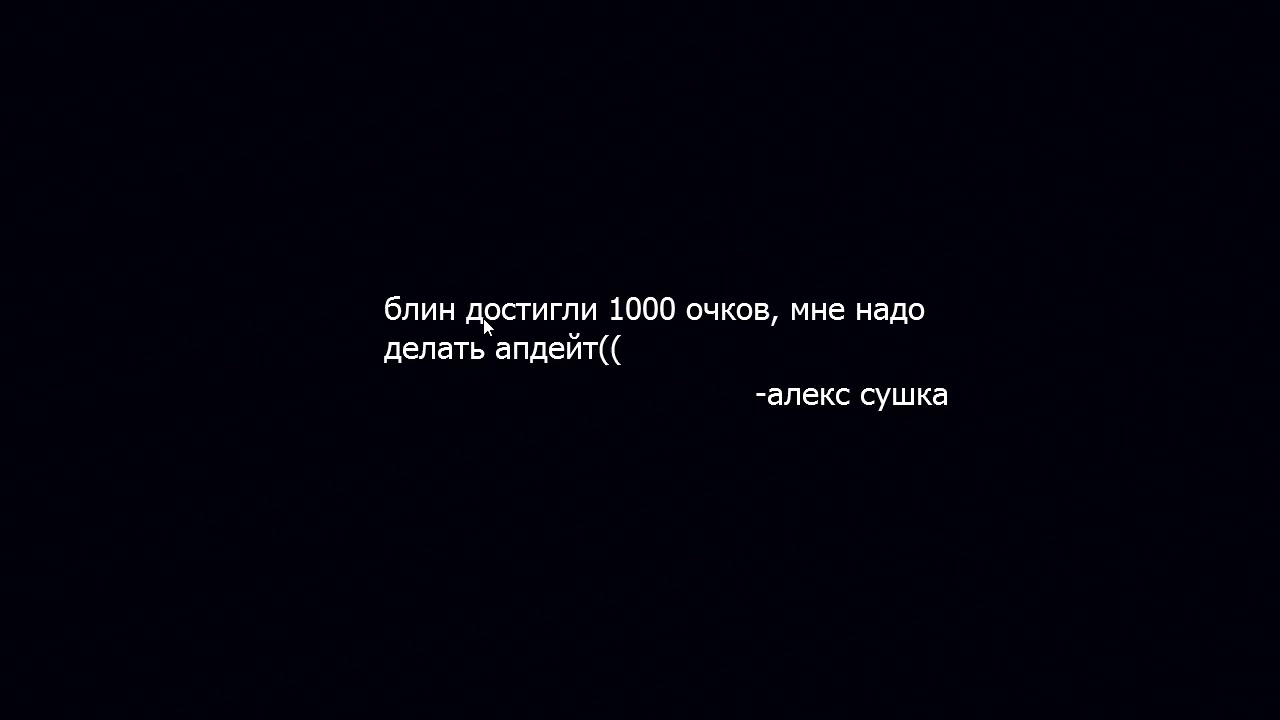 блин достигли 1000 очков, мне надо
делать апдейт((
-алекс сушка